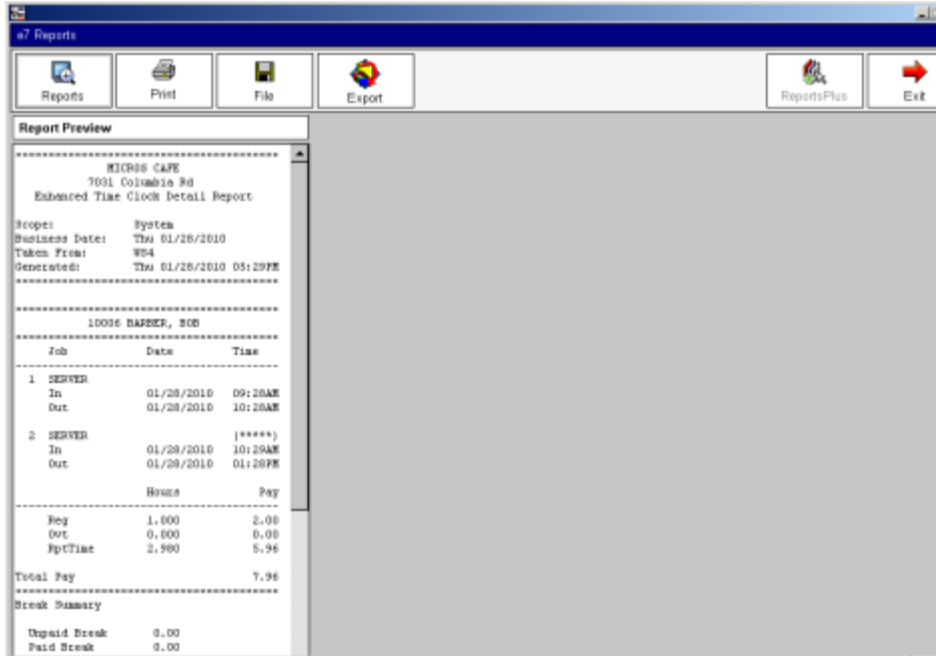 e7 Reports
Reports Print File Export ReportsPlus Exit
Report Preview
MICROS CAFE
7031 Columbia Rd
Enhanced Time Clock Detail Report
Scope: System
Business Date: Thu 01/28/2010
Taken From: WS4
Generated: Thu 01/28/2010 05:29PM
10006 BARBER, BOB
Job Date Time
1 SERVER
In 01/28/2010 09:28AM
Out 01/28/2010 10:28AM
2 SERVER (*****)
In 01/28/2010 10:29AM
Out 01/28/2010 01:28PM
Hours Pay
Reg 1.000 2.00
Ovt 0.000 0.00
RptTime 2.980 5.96
Total Pay 7.96
Break Summary
Unpaid Break 0.00
Paid Break 0.00